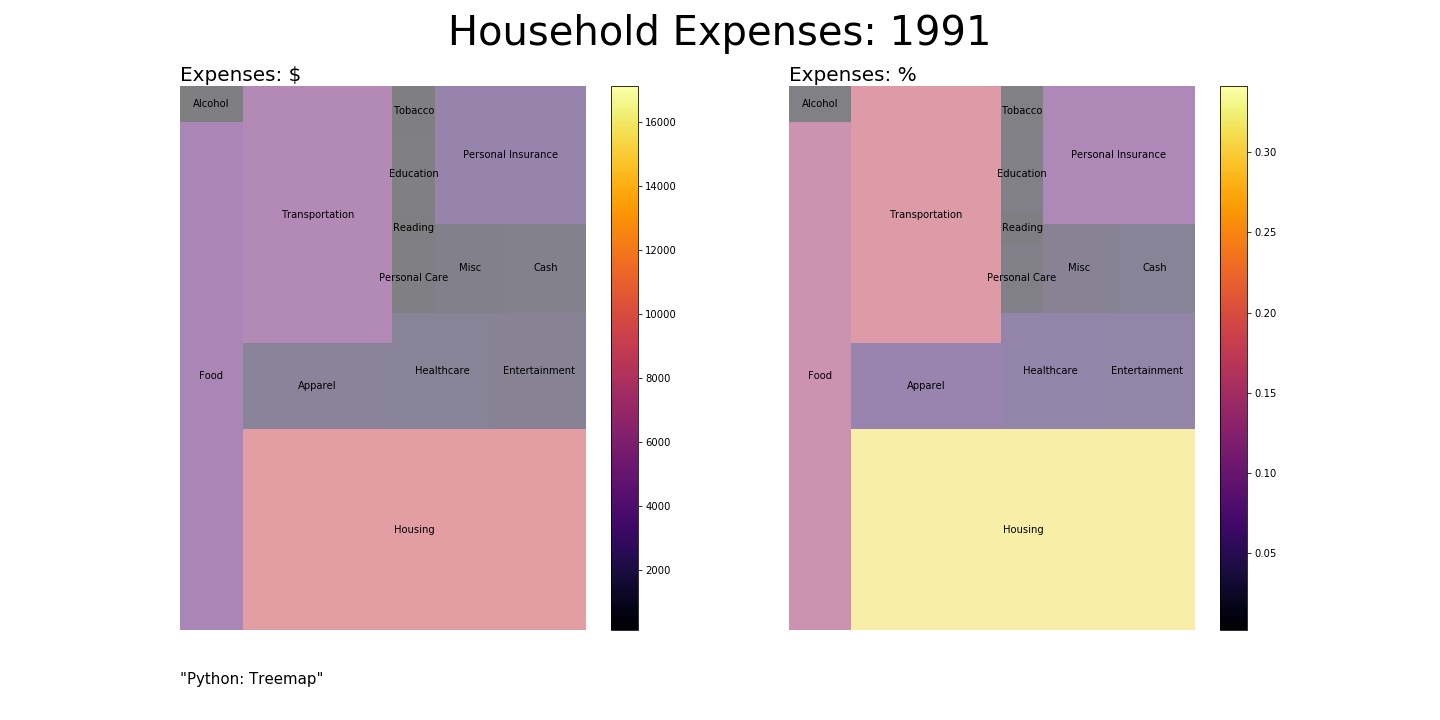 Household Expenses: 1991
Expenses: $
Alcohol
Tobacco
Personal Insurance
Education
Transportation
Reading
Misc
Cash
Personal Care
Food
Healthcare
Entertainment
Apparel
Housing
16000
14000
12000
10000
8000
6000
4000
2000
Expenses: %
Alcohol
Tobacco
Personal Insurance
Education
Transportation
Reading
Misc
Cash
Personal Care
Food
Healthcare
Entertainment
Apparel
Housing
0.30
0.25
0.20
0.15
0.10
0.05
"Python: Treemap"